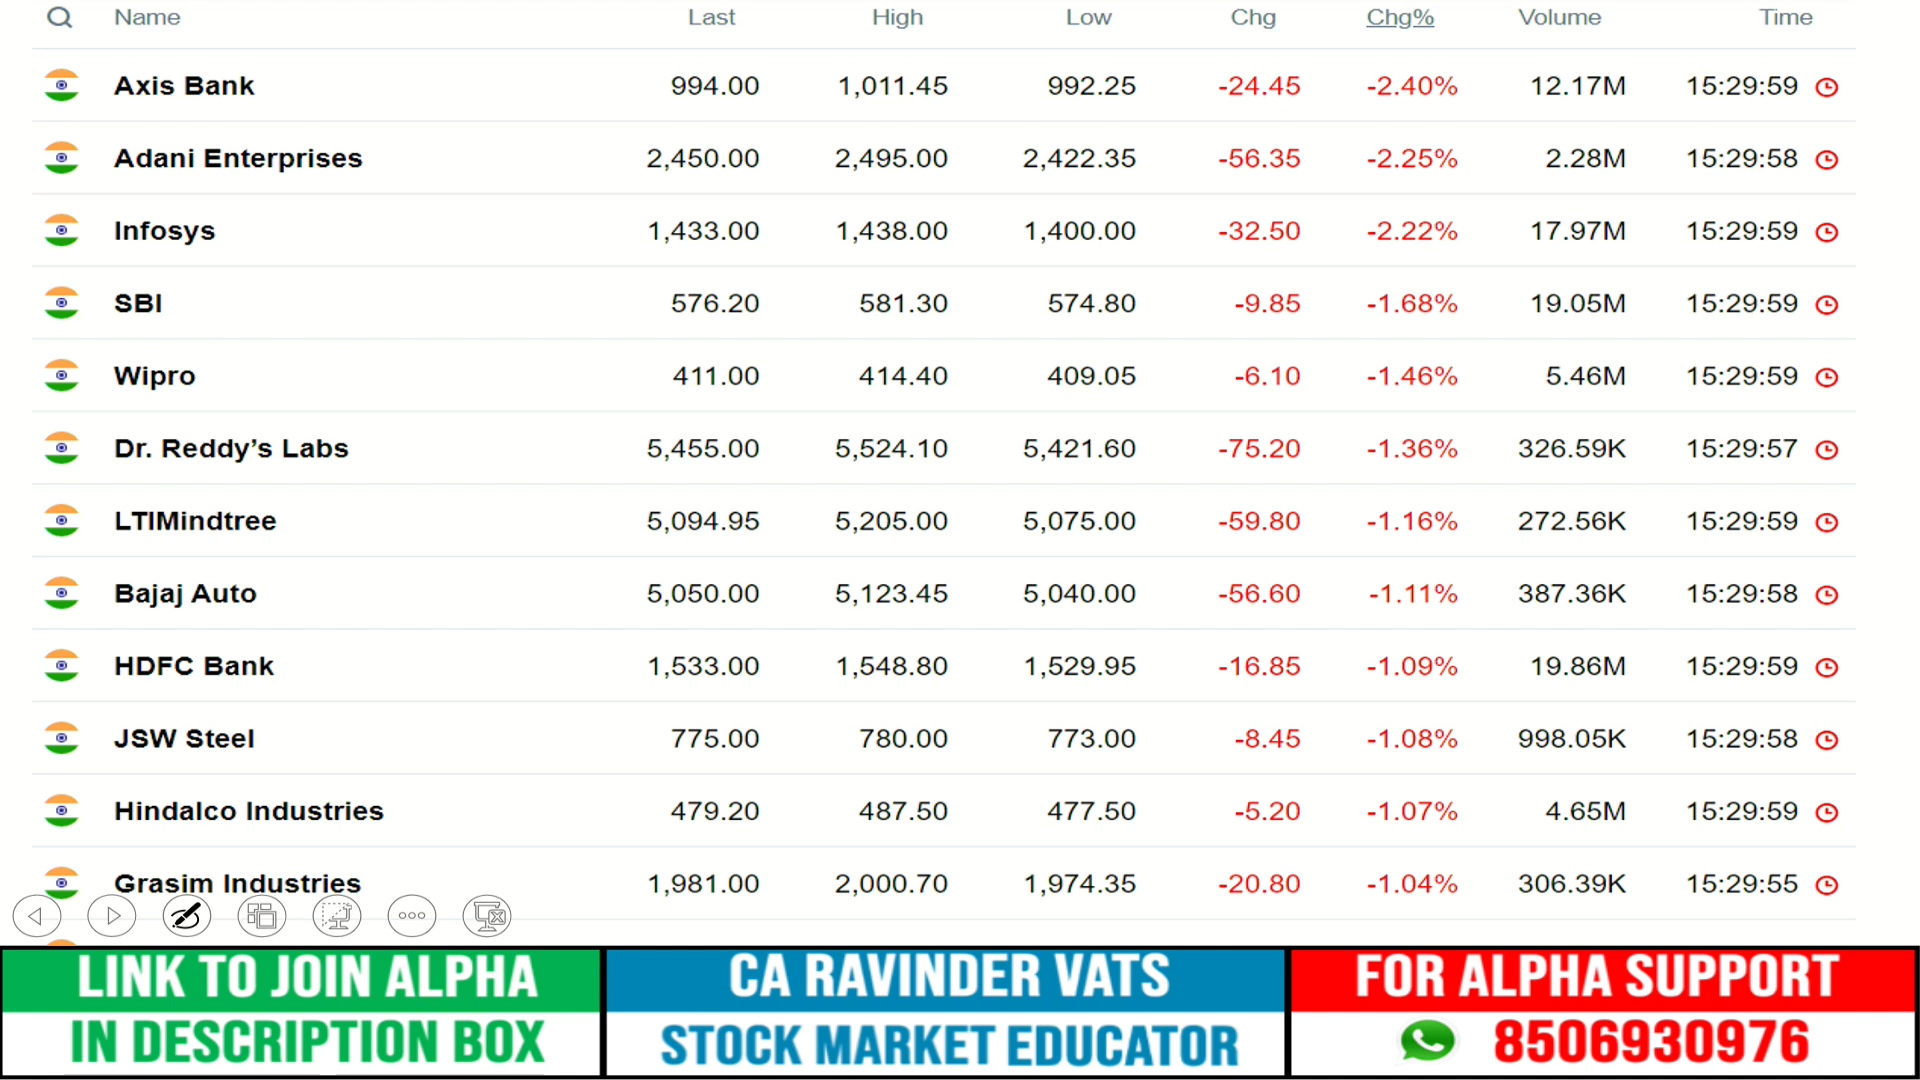 Name Last High Low Chg Chg% Volume Time
Axis Bank 994.00 1,011.45 992.25 -24.45 -2.40% 12.17M 15:29:59
Adani Enterprises 2,450.00 2,495.00 2,422.35 -56.35 -2.25% 2.28M 15:29:58
Infosys 1,433.00 1,438.00 1,400.00 -32.50 -2.22% 17.97M 15:29:59
SBI 576.20 581.30 574.80 -9.85 -1.68% 19.05M 15:29:59
Wipro 411.00 414.40 409.05 -6.10 -1.46% 5.46M 15:29:59
Dr. Reddy’s Labs 5,455.00 5,524.10 5,421.60 -75.20 -1.36% 326.59K 15:29:57
LTIMindtree 5,094.95 5,205.00 5,075.00 -59.80 -1.16% 272.56K 15:29:59
Bajaj Auto 5,050.00 5,123.45 5,040.00 -56.60 -1.11% 387.36K 15:29:58
HDFC Bank 1,533.00 1,548.80 1,529.95 -16.85 -1.09% 19.86M 15:29:59
JSW Steel 775.00 780.00 773.00 -8.45 -1.08% 998.05K 15:29:58
Hindalco Industries 479.20 487.50 477.50 -5.20 -1.07% 4.65M 15:29:59
Grasim Industries 1,981.00 2,000.70 1,974.35 -20.80 -1.04% 306.39K 15:29:55
LINK TO JOIN ALPHA
IN DESCRIPTION BOX
CA RAVINDER VATS
STOCK MARKET EDUCATOR
FOR ALPHA SUPPORT
8506930976